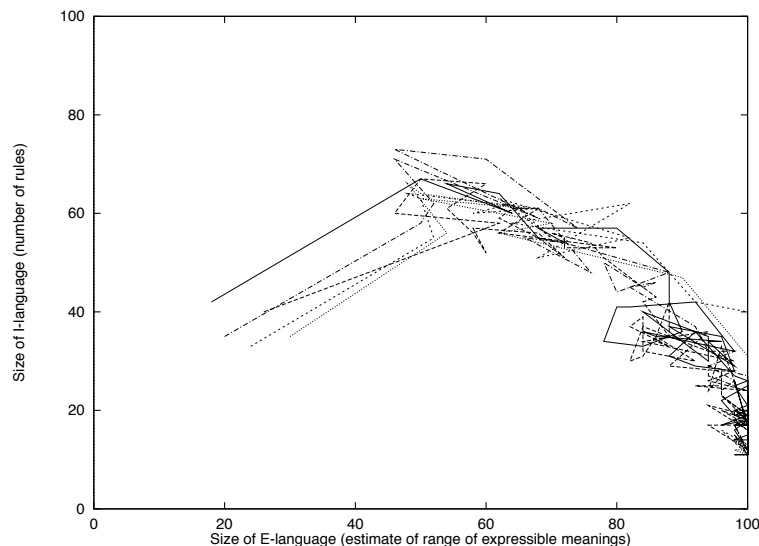 100
80
60
40
20
0
Size of I-language (number of rules)
0 20 40 60 80 100
Size of E-language (estimate of range of expressible meanings)